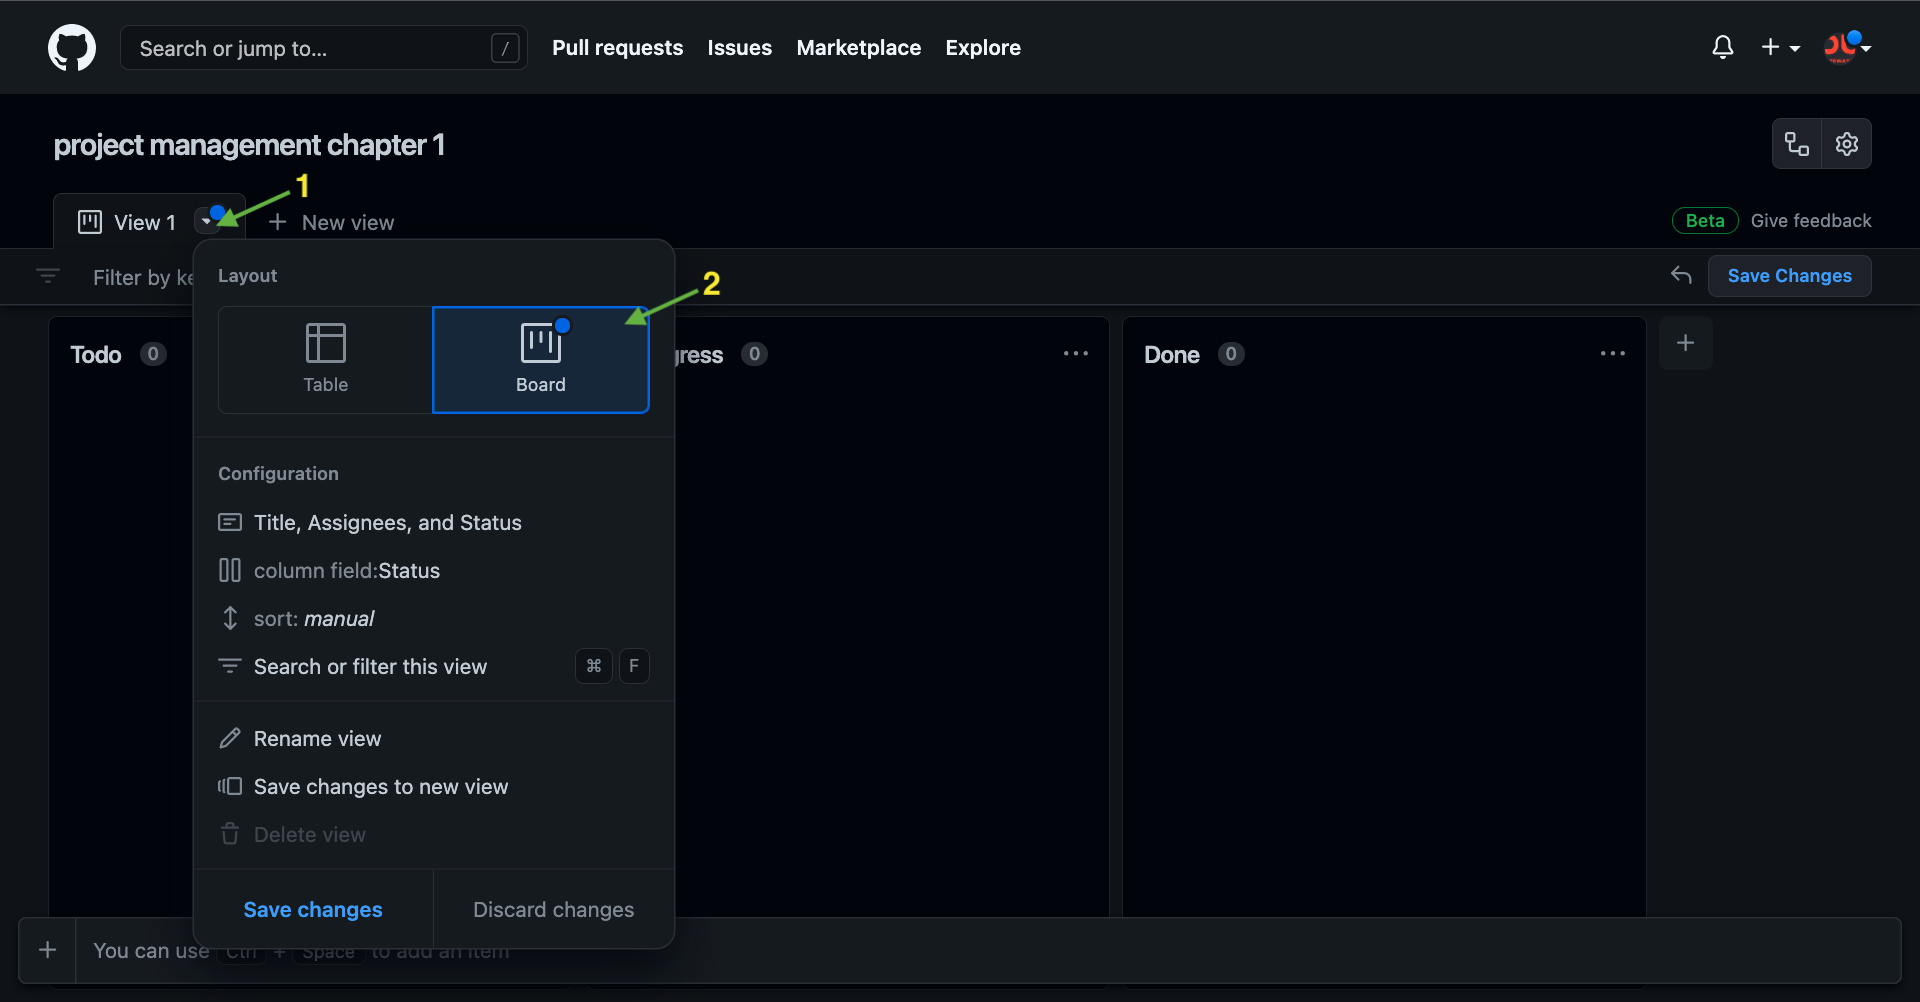 Search or jump to... /
Pull requests Issues Marketplace Explore
project management chapter 1
1
View 1
New view
Beta Give feedback
Filter by
Save Changes
Layout
2
Table
Board
Todo 0
gress 0
Done 0
Configuration
Title, Assignees, and Status
column field:Status
sort: manual
Search or filter this view ⌘ F
Rename view
Save changes to new view
Delete view
Save changes
Discard changes
You can use Ctrl + Space to add an item